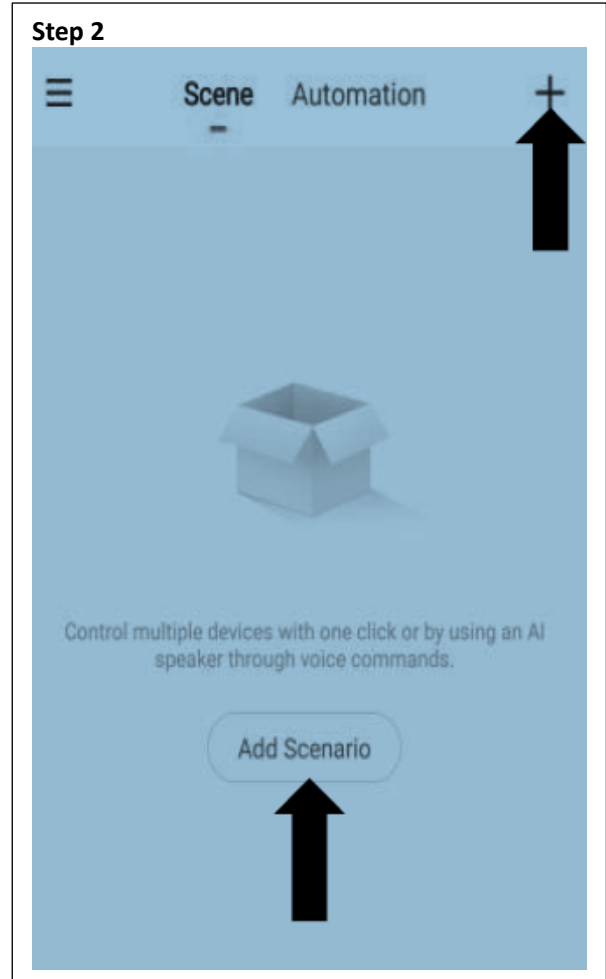 Step 2
Scene Automation
Control multiple devices with one click or by using an AI
speaker through voice commands.
Add Scenario